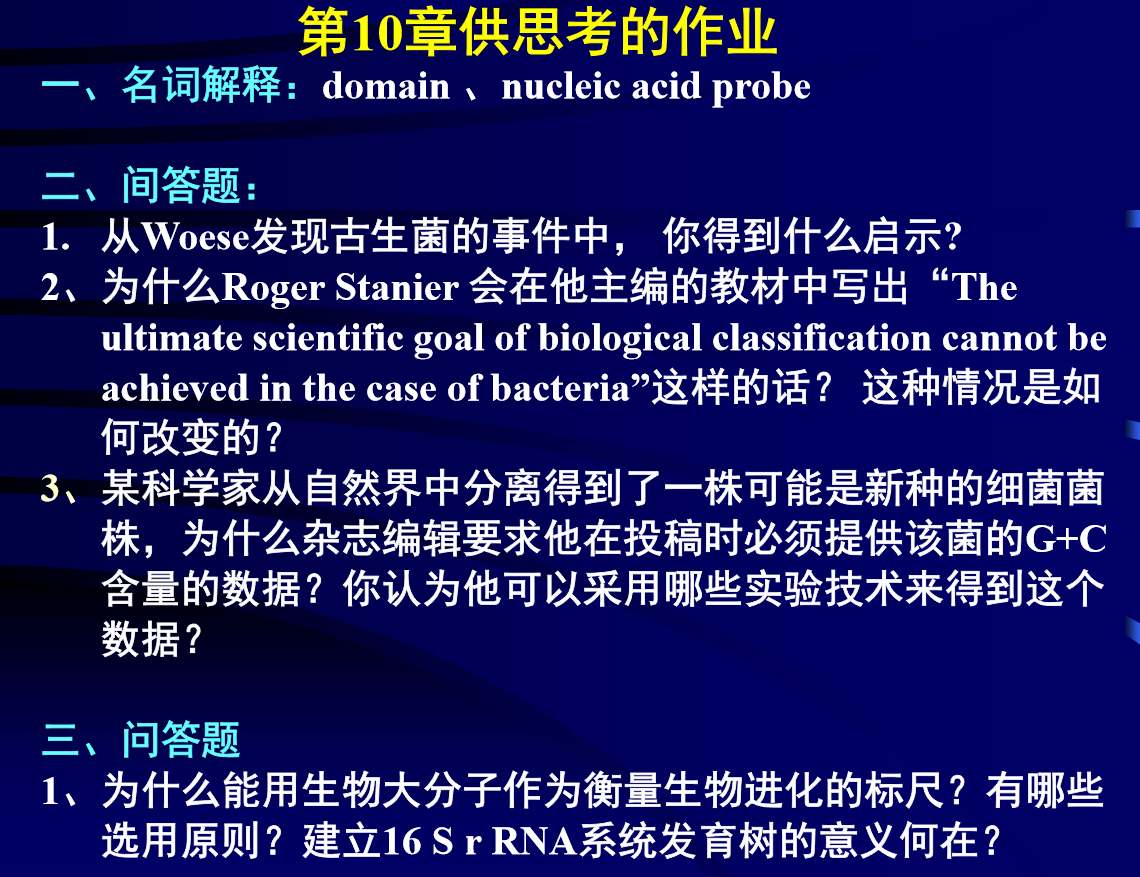 第10章供思考的作业
一、名词解释：domain 、nucleic acid probe
二、间答题：
1. 从Woese发现古生菌的事件中， 你得到什么启示?
2、为什么Roger Stanier 会在他主编的教材中写出“The
ultimate scientific goal of biological classification cannot be
achieved in the case of bacteria”这样的话？ 这种情况是如
何改变的？
3、某科学家从自然界中分离得到了一株可能是新种的细菌菌
株，为什么杂志编辑要求他在投稿时必须提供该菌的G+C
含量的数据？你认为他可以采用哪些实验技术来得到这个
数据？
三、问答题
1、为什么能用生物大分子作为衡量生物进化的标尺？有哪些
选用原则？建立16 S r RNA系统发育树的意义何在？